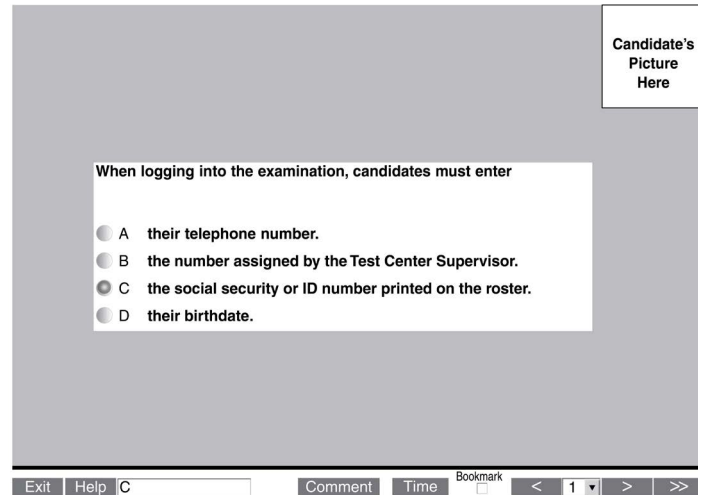 Candidate's
Picture
Here
When logging into the examination, candidates must enter
A their telephone number.
B the number assigned by the Test Center Supervisor.
C the social security or ID number printed on the roster.
D their birthdate.
Exit Help C Comment Time Bookmark < 1 > >>